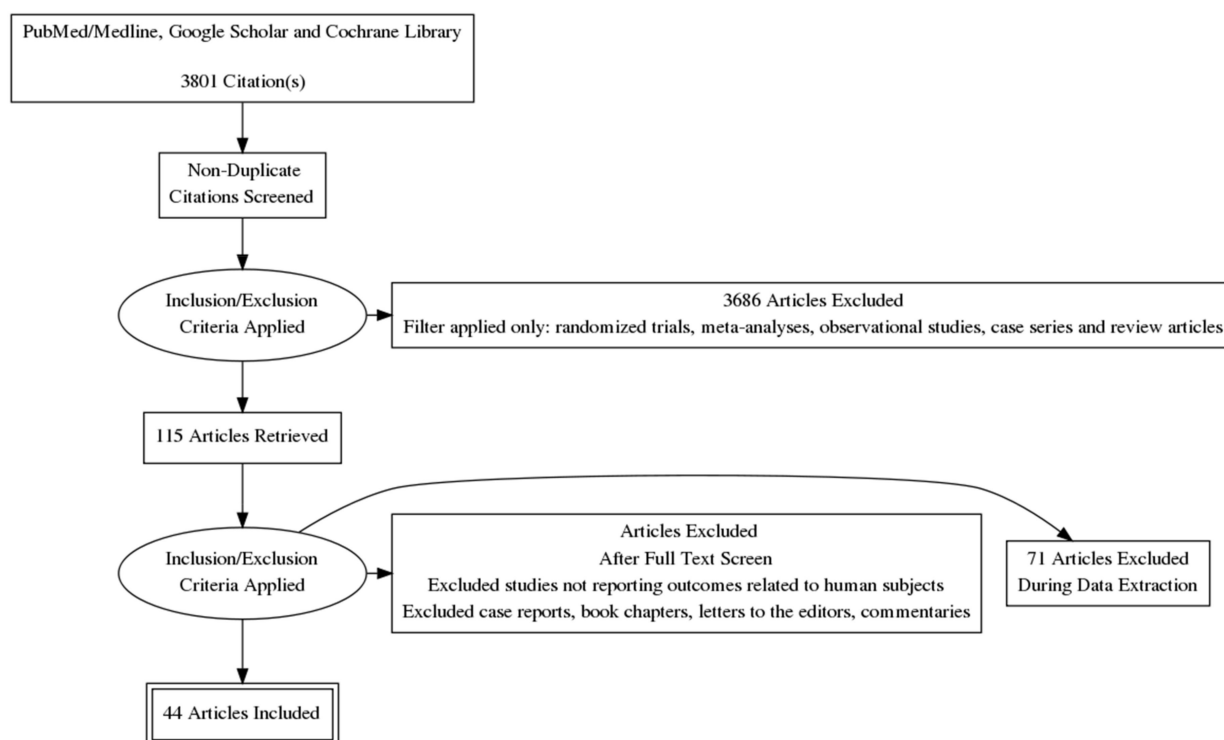 PubMed/Medline, Google Scholar and Cochrane Library
3801 Citation(s)
Non-Duplicate
Citations Screened
Inclusion/Exclusion
Criteria Applied
3686 Articles Excluded
Filter applied only: randomized trials, meta-analyses, observational studies, case series and review articles
115 Articles Retrieved
Inclusion/Exclusion
Criteria Applied
Articles Excluded
After Full Text Screen
Excluded studies not reporting outcomes related to human subjects
Excluded case reports, book chapters, letters to the editors, commentaries
71 Articles Excluded
During Data Extraction
44 Articles Included